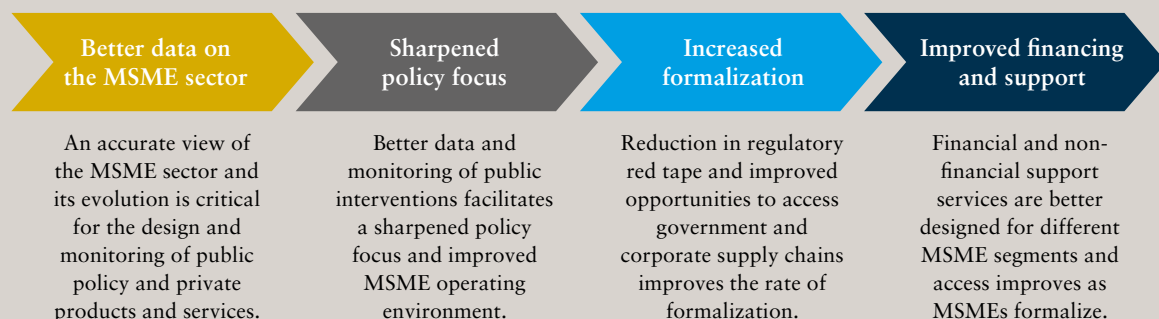 Better data on
the MSME sector
Sharpened
policy focus
Increased
formalization
Improved financing
and support
An accurate view of
the MSME sector and
its evolution is critical
for the design and
monitoring of public
policy and private
products and services.
Better data and
monitoring of public
interventions facilitates
a sharpened policy
focus and improved
MSME operating
environment.
Reduction in regulatory
red tape and improved
opportunities to access
government and
corporate supply chains
improves the rate of
formalization.
Financial and non-
financial support
services are better
designed for different
MSME segments and
access improves as
MSMEs formalize.